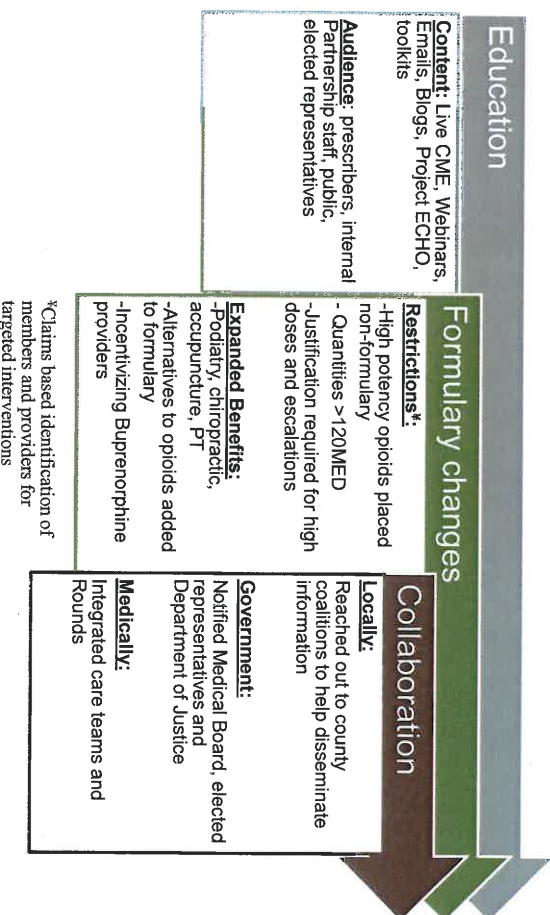 Education
Content: Live CME, Webinars,
Emails, Blogs, Project ECHO,
toolkits
Audience: prescribers, internal
Partnership staff, public,
elected representatives
Formulary changes
Restrictions¥:
-High potency opioids placed
non-formulary
- Quantities >120MED
-Justification required for high
doses and escalations
Expanded Benefits:
-Podiatry, chiropractic,
accupuncture, PT
-Alternatives to opioids added
to formulary
-Incentivizing Buprenorphine
providers
Collaboration
Locally:
Reached out to county
coalitions to help disseminate
information
Government:
Notified Medical Board, elected
representatives and
Department of Justice
Medically:
Integrated care teams and
Rounds
¥Claims based identification of
members and providers for
targeted interventions